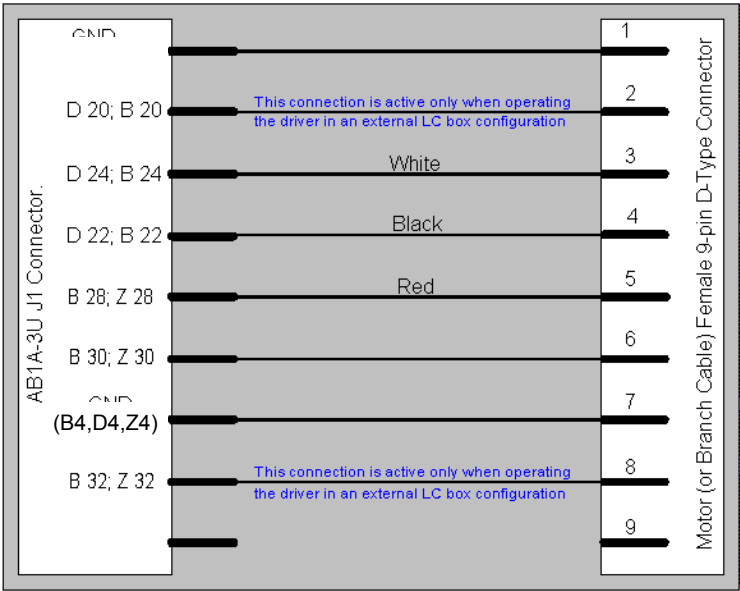 AB1A-3U J1 Connector.
GND
1
D 20; B 20
This connection is active only when operating
the driver in an external LC box configuration
2
D 24; B 24
White
3
D 22; B 22
Black
4
B 28; Z 28
Red
5
B 30; Z 30
6
GND
(B4,D4,Z4)
7
B 32; Z 32
This connection is active only when operating
the driver in an external LC box configuration
8
9
Motor (or Branch Cable) Female 9-pin D-Type Connector